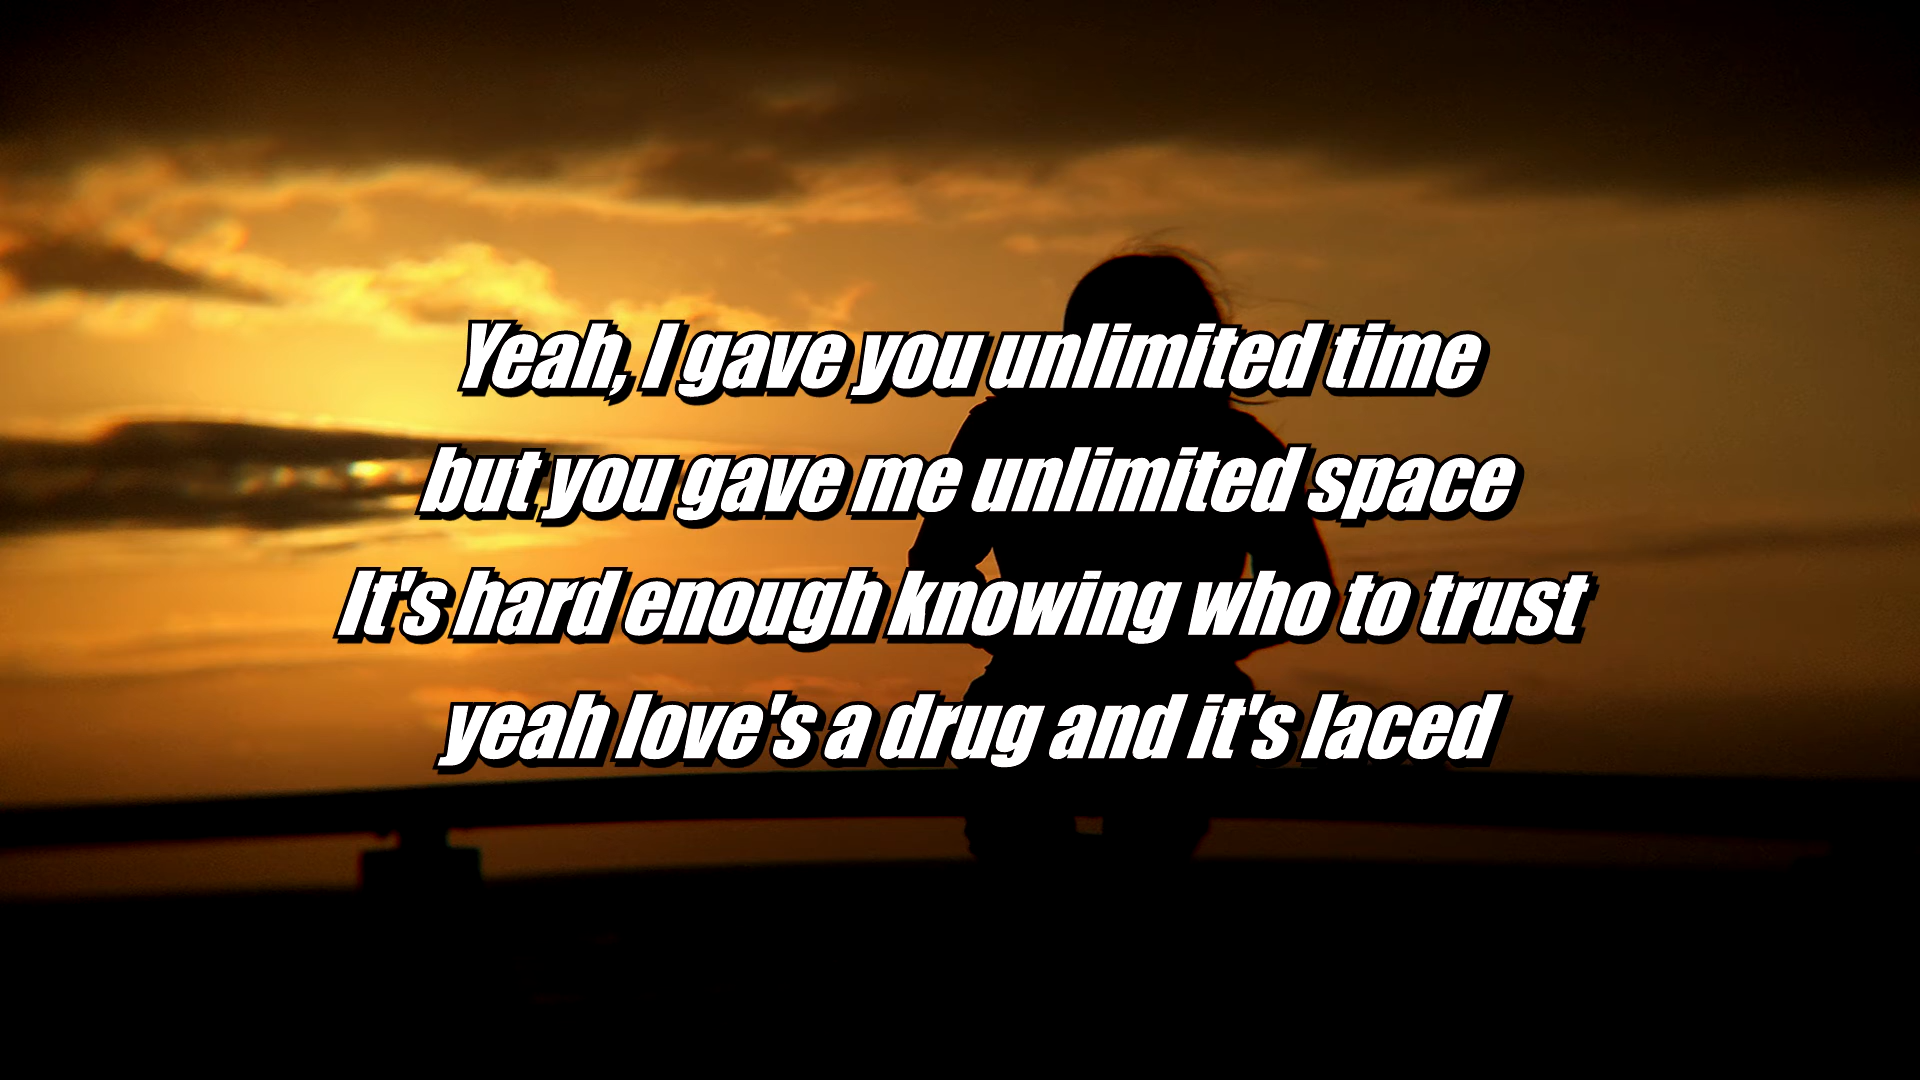 Yeah, I gave you unlimited time
but you gave me unlimited space
It's hard enough knowing who to trust
yeah love's a drug and it's laced